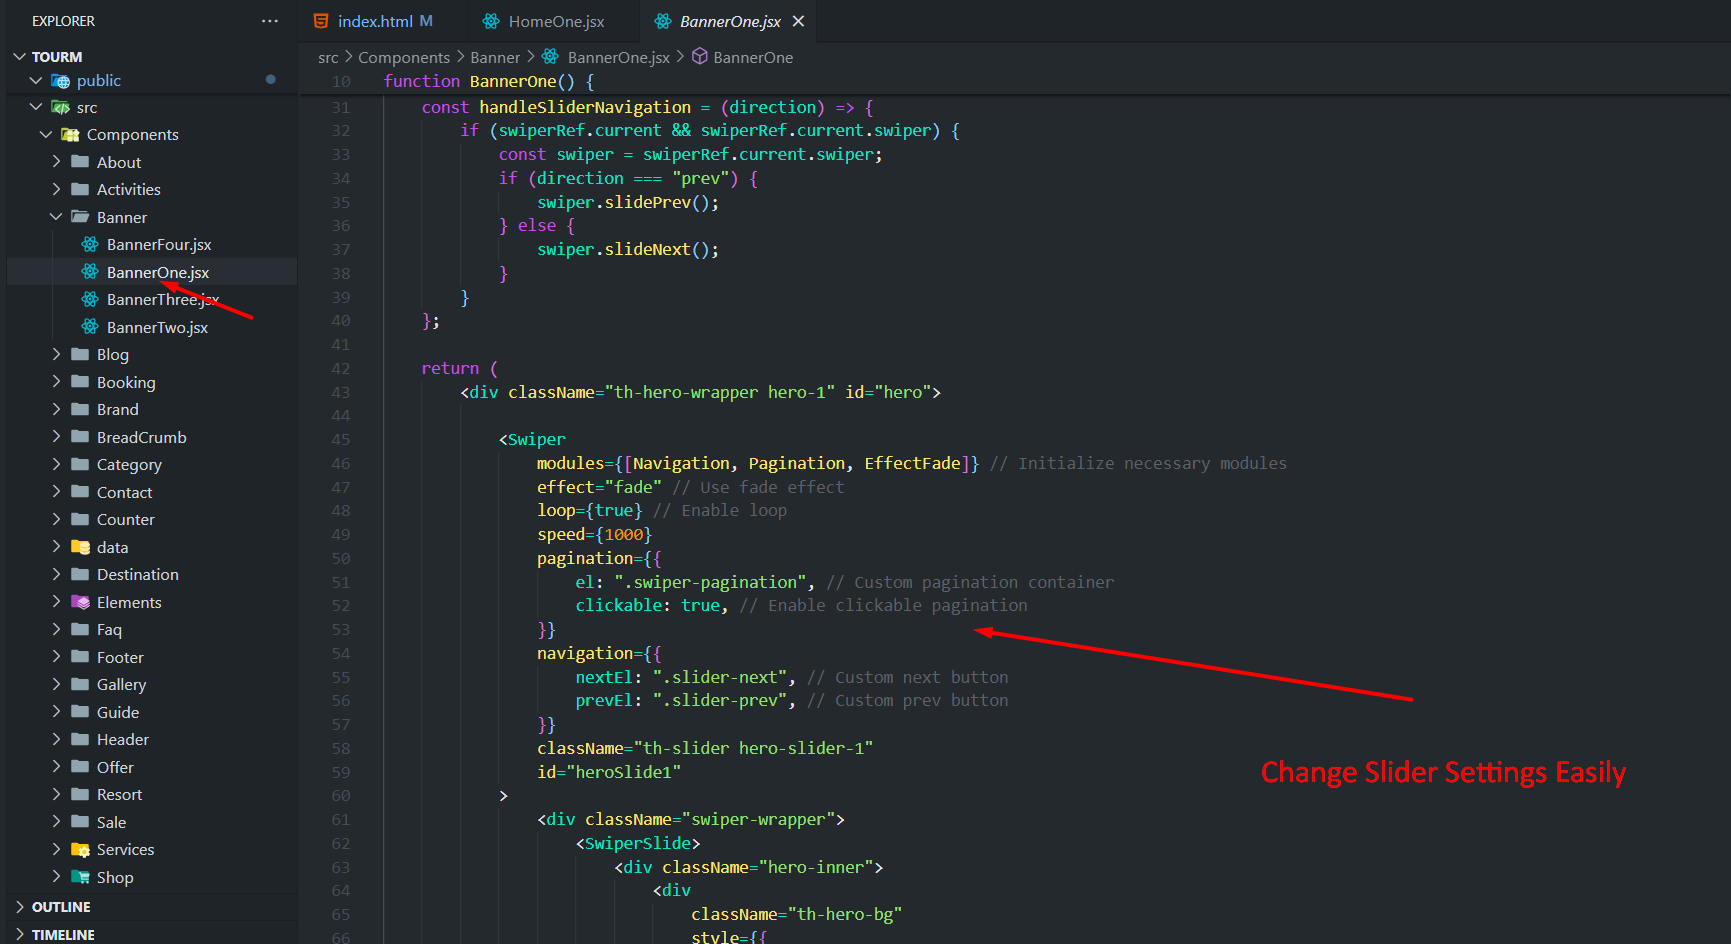 EXPLORER ···
TOURM
public
src
Components
About
Activities
Banner
BannerFour.jsx
BannerOne.jsx
BannerThree.jsx
BannerTwo.jsx
Blog
Booking
Brand
BreadCrumb
Category
Contact
Counter
data
Destination
Elements
Faq
Footer
Gallery
Guide
Header
Offer
Resort
Sale
Services
Shop
OUTLINE
TIMELINE
index.html M HomeOne.jsx BannerOne.jsx
src > Components > Banner > BannerOne.jsx > BannerOne
10 function BannerOne() {
31 const handleSliderNavigation = (direction) => {
32 if (swiperRef.current && swiperRef.current.swiper) {
33 const swiper = swiperRef.current.swiper;
34 if (direction === "prev") {
35 swiper.slidePrev();
36 } else {
37 swiper.slideNext();
38 }
39 }
40 };
41
42 return (
43 <div className="th-hero-wrapper hero-1" id="hero">
44
45 <Swiper
46 modules={[Navigation, Pagination, EffectFade]} // Initialize necessary modules
47 effect="fade" // Use fade effect
48 loop={true} // Enable loop
49 speed={1000}
50 pagination={{
51 el: ".swiper-pagination", // Custom pagination container
52 clickable: true, // Enable clickable pagination
53 }}
54 navigation={{
55 nextEl: ".slider-next", // Custom next button
56 prevEl: ".slider-prev", // Custom prev button
57 }}
58 className="th-slider hero-slider-1"
59 id="heroSlide1"
60 >
61 <div className="swiper-wrapper">
62 <SwiperSlide>
63 <div className="hero-inner">
64 <div
65 className="th-hero-bg"
66 style={{
Change Slider Settings Easily